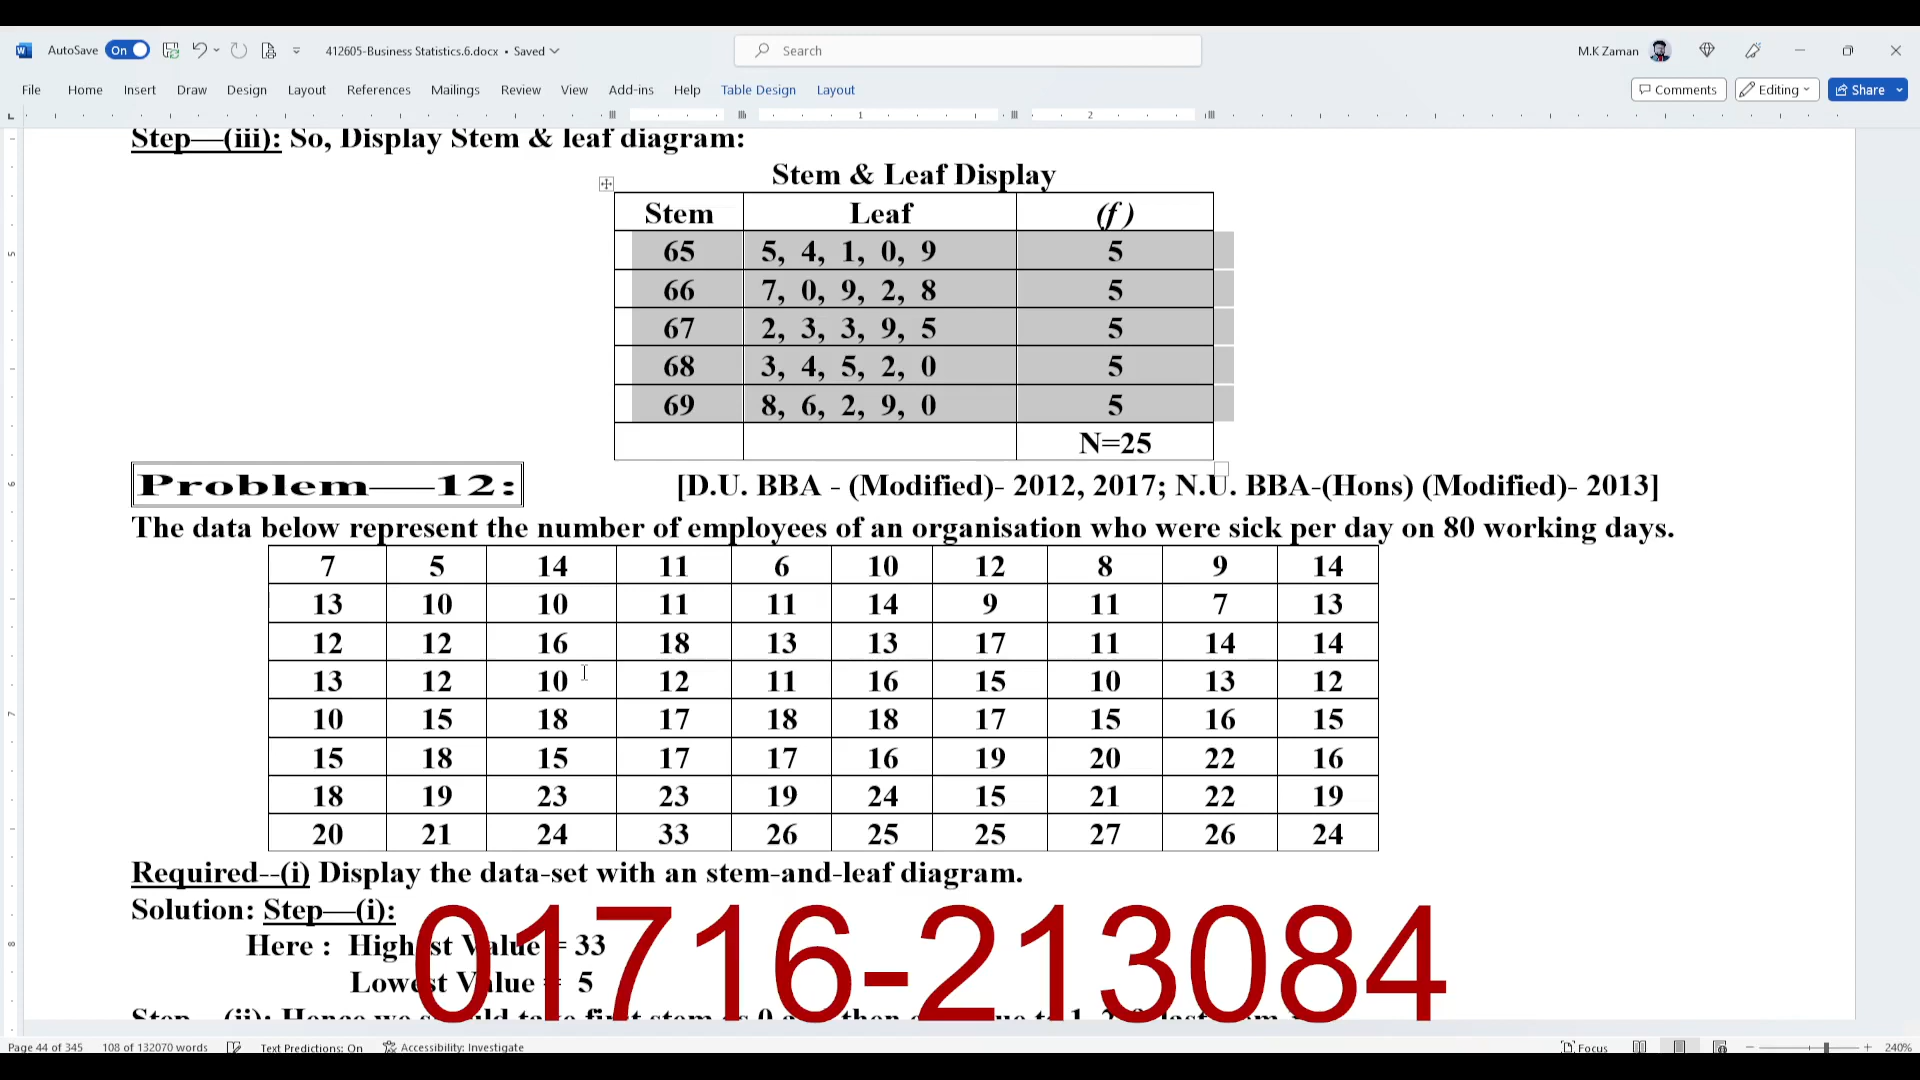 AutoSave On 412605-Business Statistics.6.docx • Saved Search M.K Zaman
File Home Insert Draw Design Layout References Mailings Review View Add-ins Help Table Design Layout Comments Editing Share
1 2
Step—(iii): So, Display Stem & leaf diagram:
Stem & Leaf Display
Stem Leaf (f )
65 5, 4, 1, 0, 9 5
66 7, 0, 9, 2, 8 5
67 2, 3, 3, 9, 5 5
68 3, 4, 5, 2, 0 5
69 8, 6, 2, 9, 0 5
N=25
Problem—12: [D.U. BBA - (Modified)- 2012, 2017; N.U. BBA-(Hons) (Modified)- 2013]
The data below represent the number of employees of an organisation who were sick per day on 80 working days.
7 5 14 11 6 10 12 8 9 14
13 10 10 11 11 14 9 11 7 13
12 12 16 18 13 13 17 11 14 14
13 12 10 12 11 16 15 10 13 12
10 15 18 17 18 18 17 15 16 15
15 18 15 17 17 16 19 20 22 16
18 19 23 23 19 24 15 21 22 19
20 21 24 33 26 25 25 27 26 24
Required--(i) Display the data-set with an stem-and-leaf diagram.
Solution: Step—(i):
Here : Highest Value = 33
Lowest Value = 5
01716-213084
Page 44 of 345 108 of 132070 words Text Predictions: On Accessibility: Investigate Focus 240%